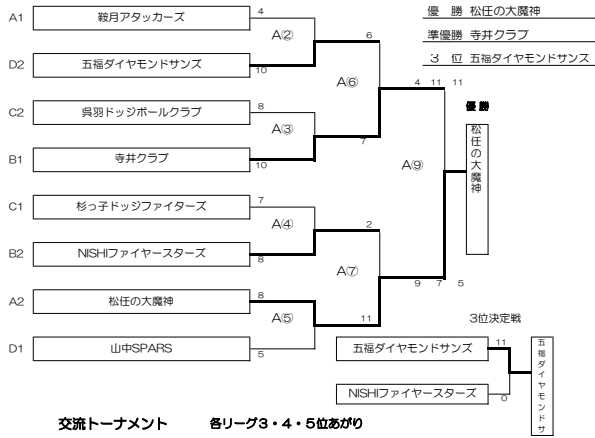 優　勝 松任の大魔神
準優勝 寺井クラブ
3　位 五福ダイヤモンドサンズ
A1 鞍月アタッカーズ 4
A②
D2 五福ダイヤモンドサンズ 10
6
A⑥
C2 呉羽ドッジボールクラブ 8
A③
B1 寺井クラブ 10
7
4 11 11
優勝
松任の大魔神
A⑨
C1 杉っ子ドッジファイターズ 7
A④
B2 NISHIファイヤースターズ 8
2
A⑦
A2 松任の大魔神 8
A⑤
D1 山中SPARS 5
11
9 7 5
3位決定戦
五福ダイヤモンドサンズ 11
NISHIファイヤースターズ 0
五福ダイヤモンドサ
交流トーナメント 各リーグ3・4・5位あがり